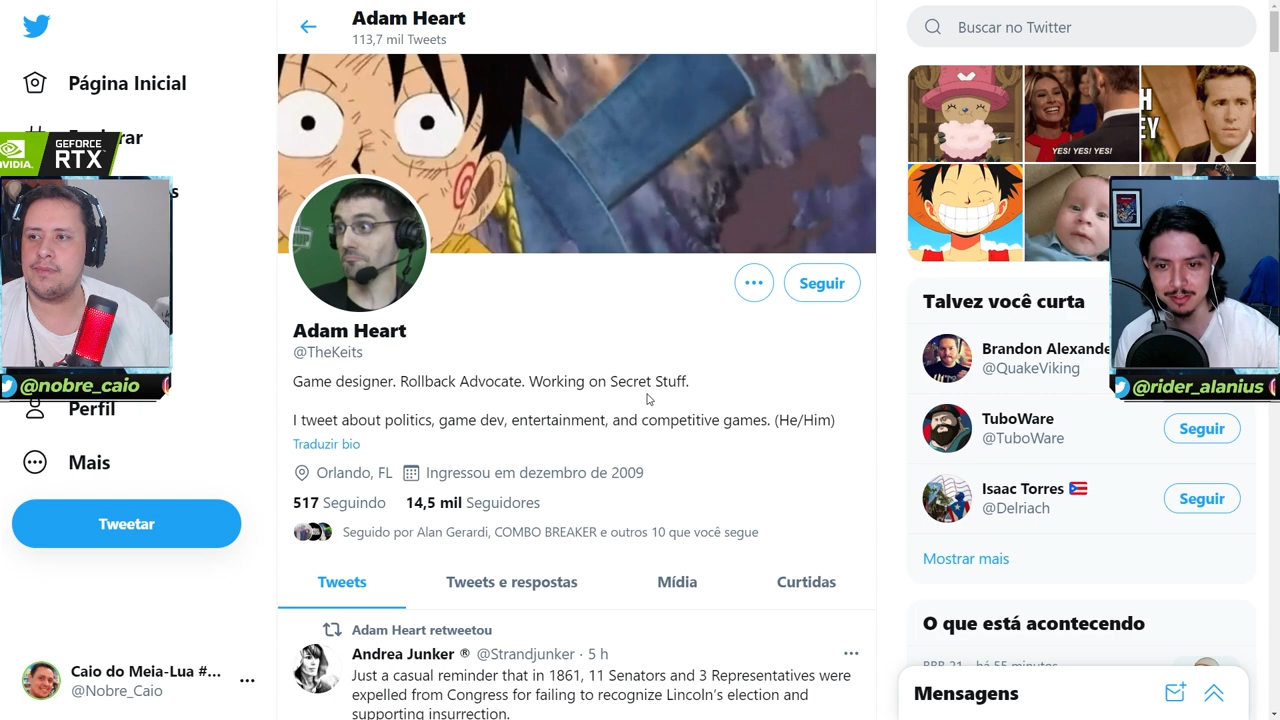 Adam Heart
113,7 mil Tweets
Buscar no Twitter
Página Inicial
NVIDIA.
GEFORCE
RTX
YES! YES! YES!
@nobre_caio
Perfil
Mais
Tweetar
Caio do Meia-Lua #...
@Nobre_Caio
Seguir
Adam Heart
@TheKeits
Game designer. Rollback Advocate. Working on Secret Stuff.
I tweet about politics, game dev, entertainment, and competitive games. (He/Him)
Traduzir bio
Orlando, FL Ingressou em dezembro de 2009
517 Seguindo 14,5 mil Seguidores
Seguido por Alan Gerardi, COMBO BREAKER e outros 10 que você segue
Tweets Tweets e respostas Mídia Curtidas
Adam Heart retweetou
Andrea Junker ® @Strandjunker · 5 h
Just a casual reminder that in 1861, 11 Senators and 3 Representatives were
expelled from Congress for failing to recognize Lincoln's election and
supporting insurrection.
Talvez você curta
Brandon Alexande
@QuakeViking
@rider_alanius
TuboWare
@TuboWare
Seguir
Isaac Torres
@Delriach
Seguir
Mostrar mais
O que está acontecendo
Mensagens